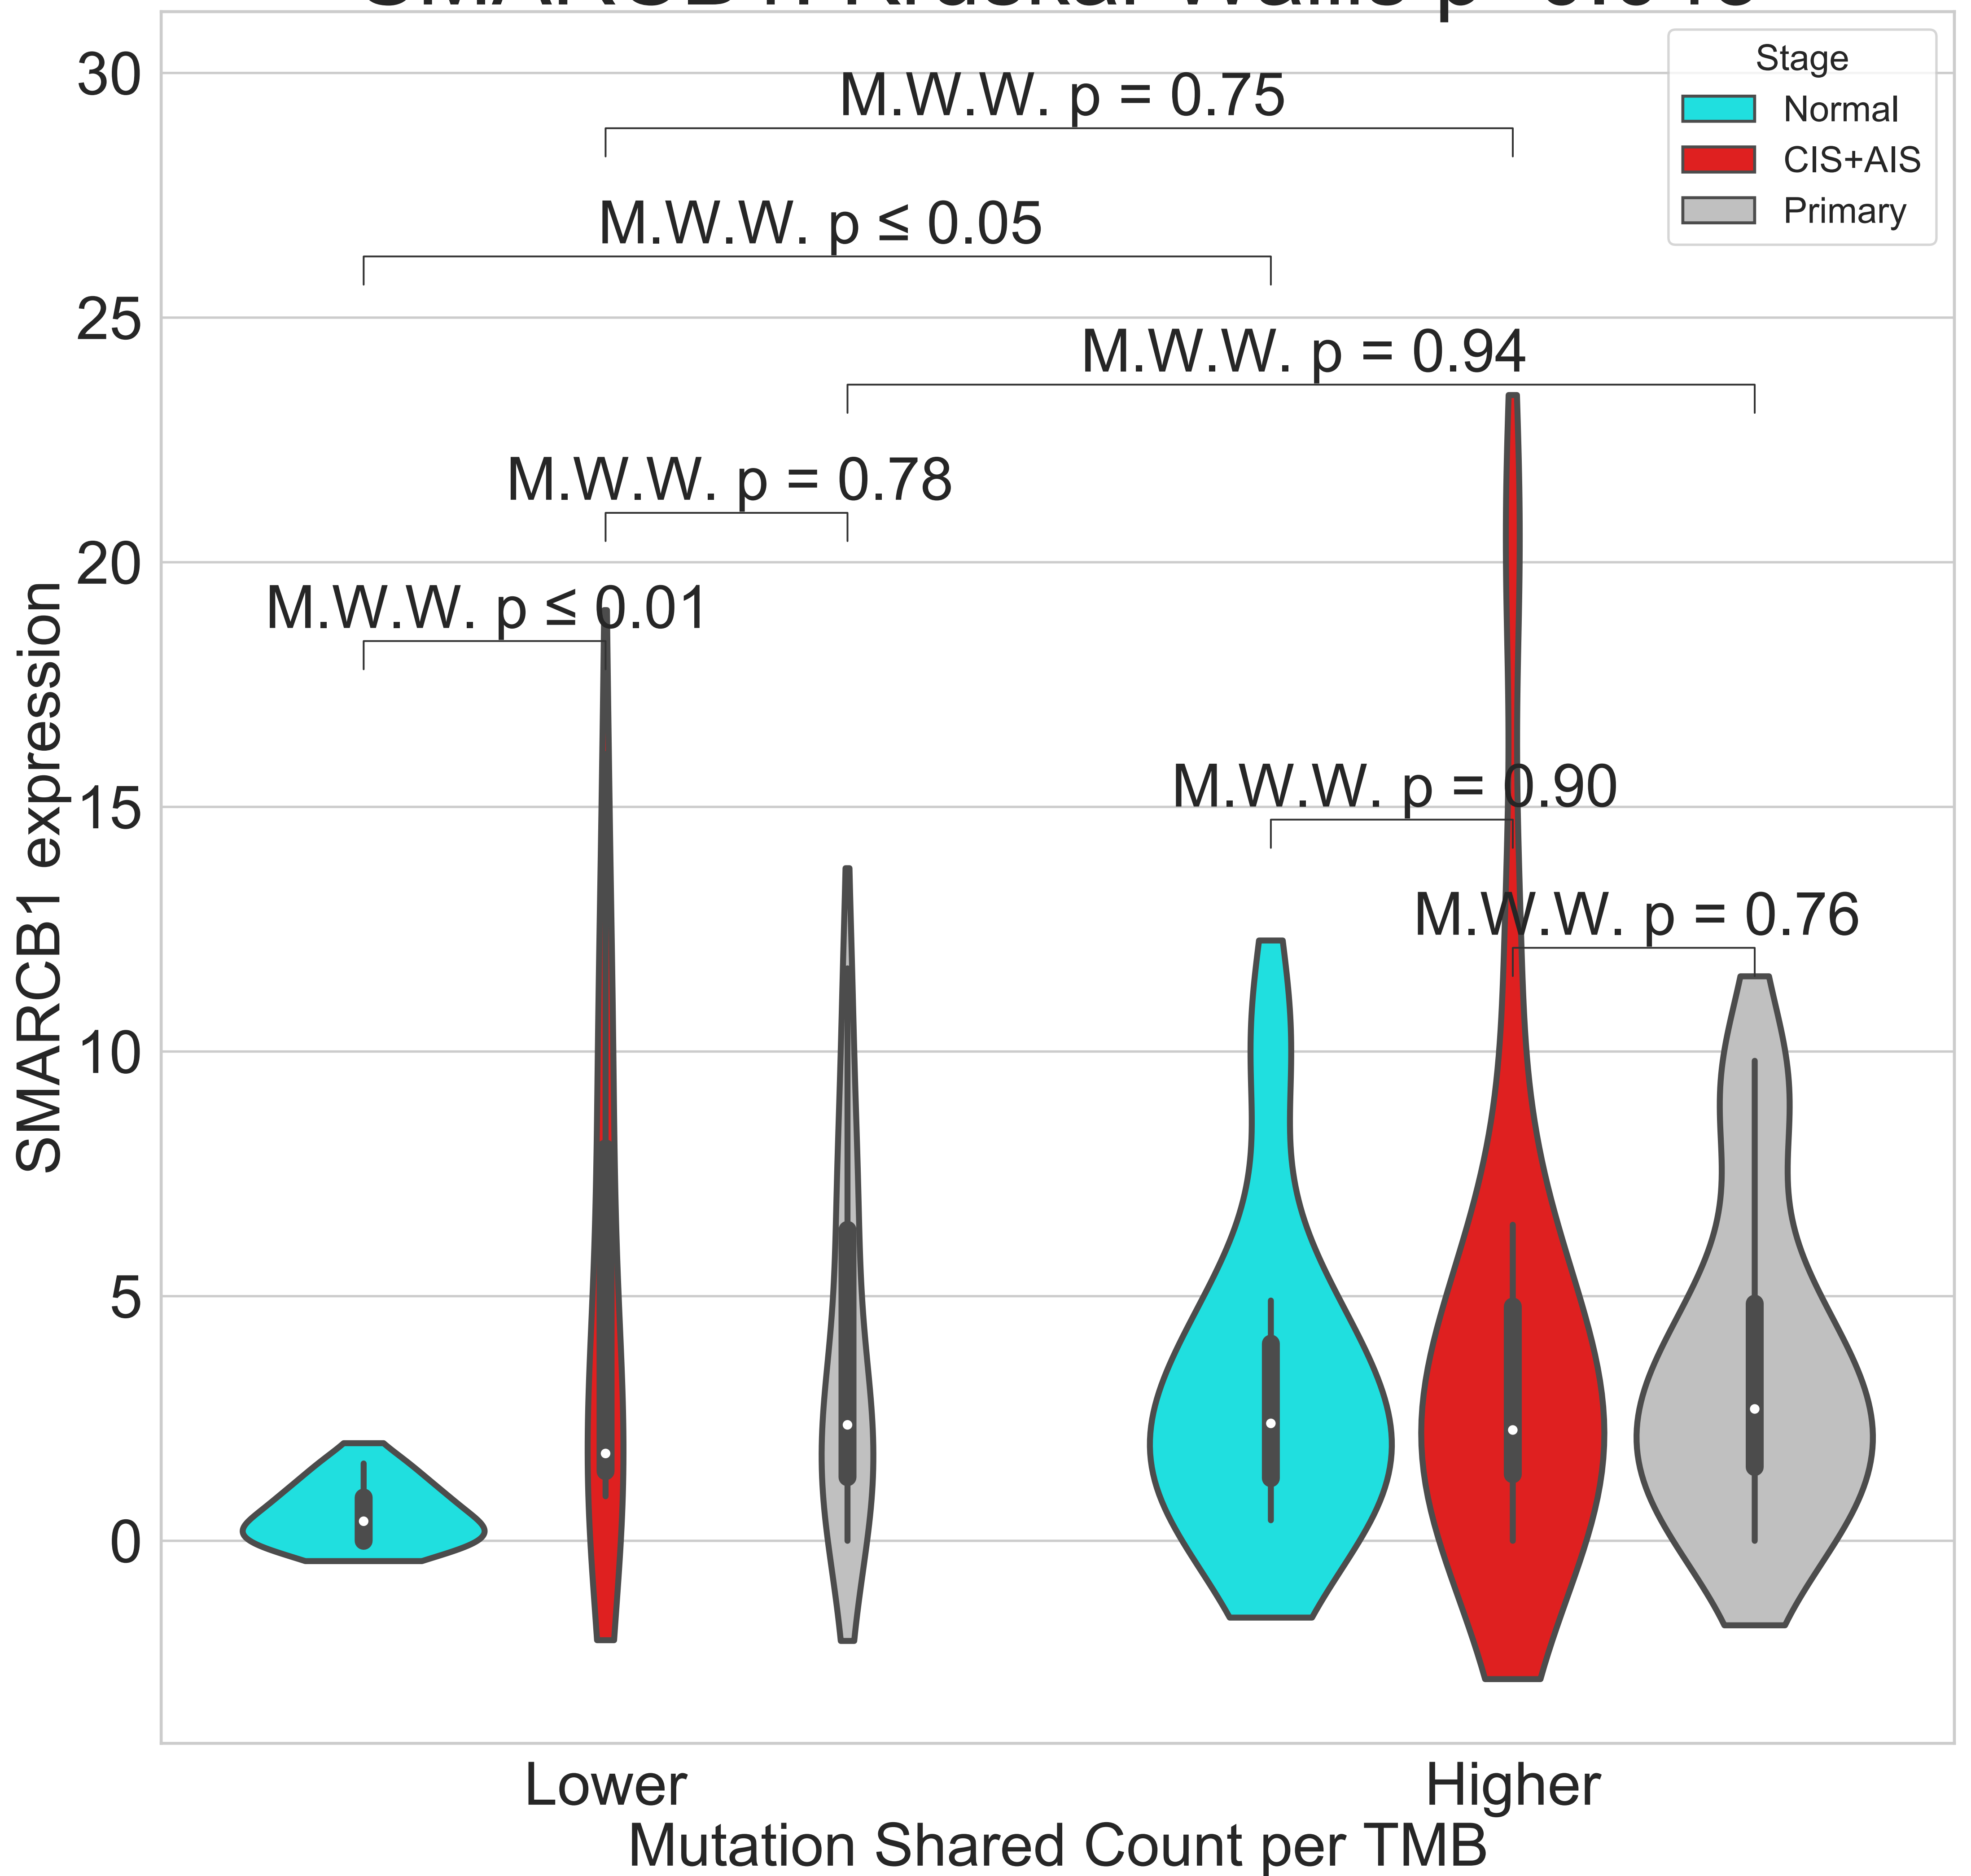 30
M.W.W. p = 0.75
Stage
Normal
CIS+AIS
Primary
M.W.W. p ≤ 0.05
25
M.W.W. p = 0.94
M.W.W. p = 0.78
20
M.W.W. p ≤ 0.01
15
M.W.W. p = 0.90
M.W.W. p = 0.76
10
5
0
SMARCB1 expression
Lower
Higher
Mutation Shared Count per TMB